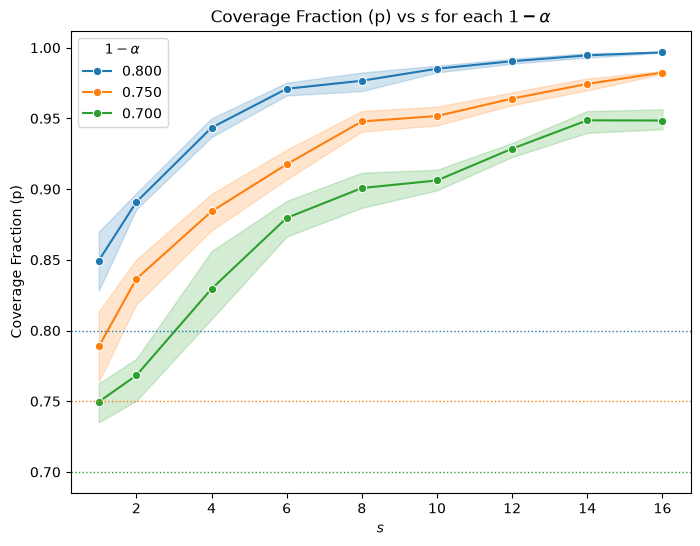 Coverage Fraction (p) vs s for each 1 − α
1 − α
0.800
0.750
0.700
Coverage Fraction (p)
1.00
0.95
0.90
0.85
0.80
0.75
0.70
2 4 6 8 10 12 14 16
s